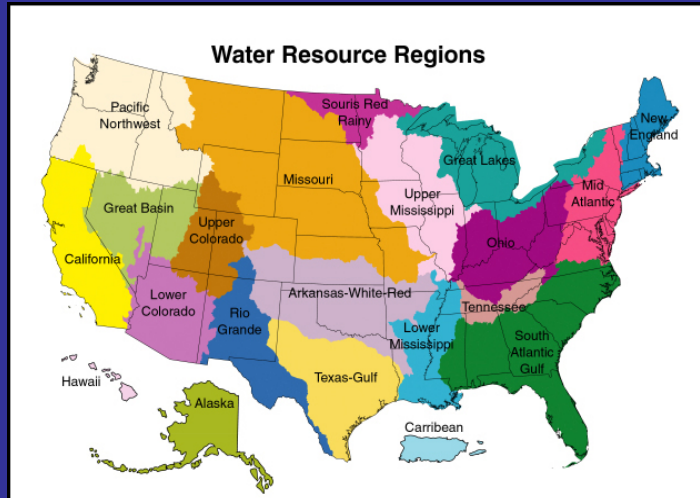 Water Resource Regions
Pacific
Northwest
Souris Red
Rainy
New
England
Great Lakes
Missouri
Upper
Mississippi
Mid
Atlantic
Great Basin
Upper
Colorado
Ohio
California
Lower
Colorado
Arkansas-White-Red
Tennessee
Rio
Grande
Lower
Mississippi
South
Atlantic
Gulf
Texas-Gulf
Hawaii
Alaska
Carribean